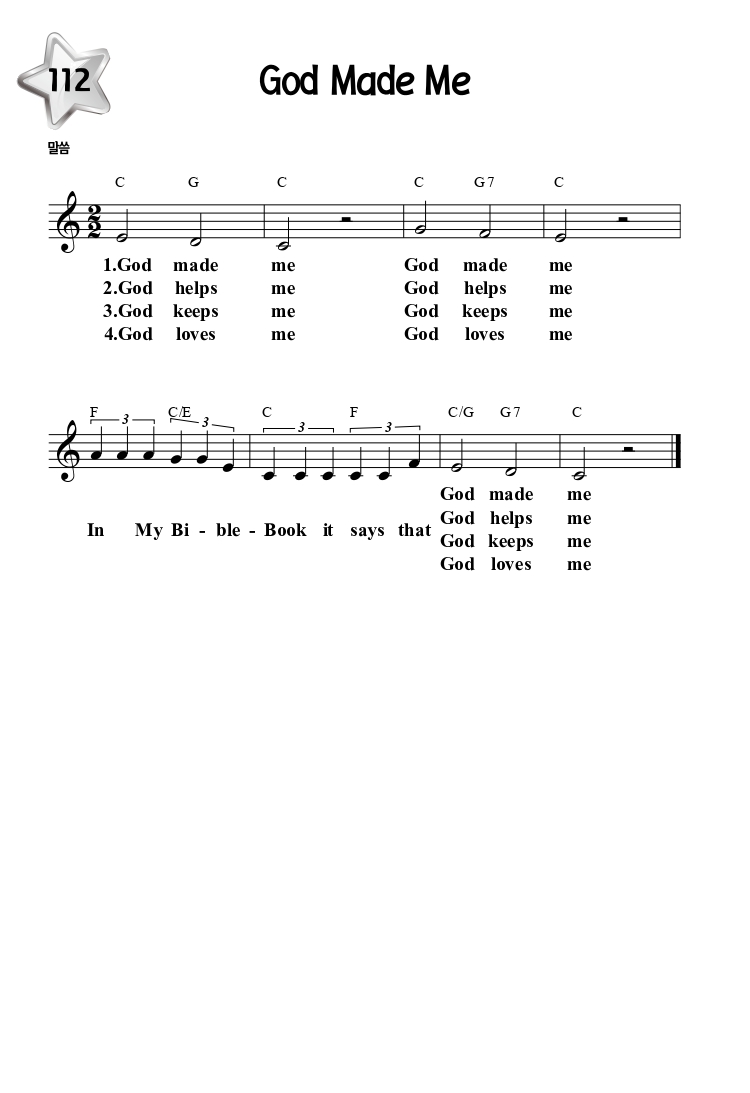 112
God Made Me
말씀
C G C C G7 C
1.God made me God made me
2.God helps me God helps me
3.God keeps me God keeps me
4.God loves me God loves me
F C/E C F C/G G7 C
3 3 3 3
In My Bi - ble - Book it says that
God made me
God helps me
God keeps me
God loves me